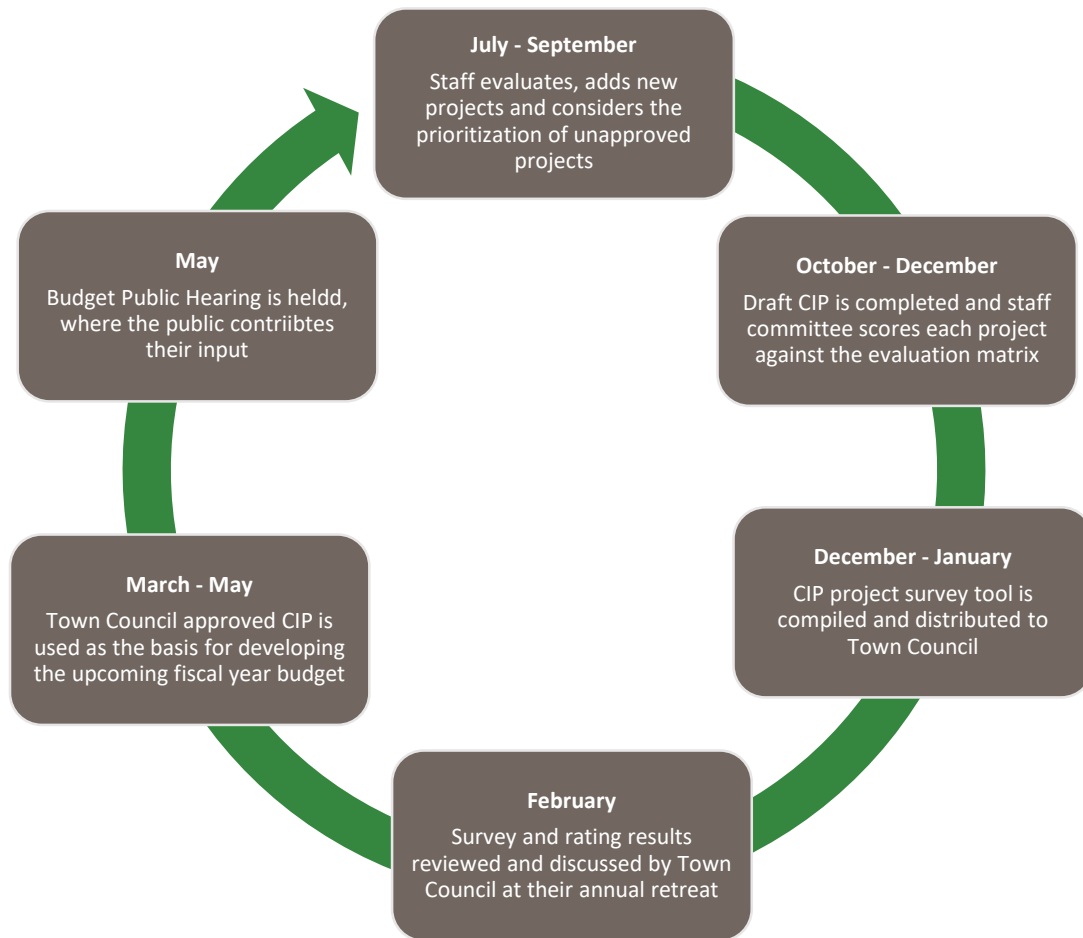 July - September
Staff evaluates, adds new
projects and considers the
prioritization of unapproved
projects
October - December
Draft CIP is completed and staff
committee scores each project
against the evaluation matrix
December - January
CIP project survey tool is
compiled and distributed to
Town Council
February
Survey and rating results
reviewed and discussed by Town
Council at their annual retreat
March - May
Town Council approved CIP is
used as the basis for developing
the upcoming fiscal year budget
May
Budget Public Hearing is heldd,
where the public contriibtes
their input